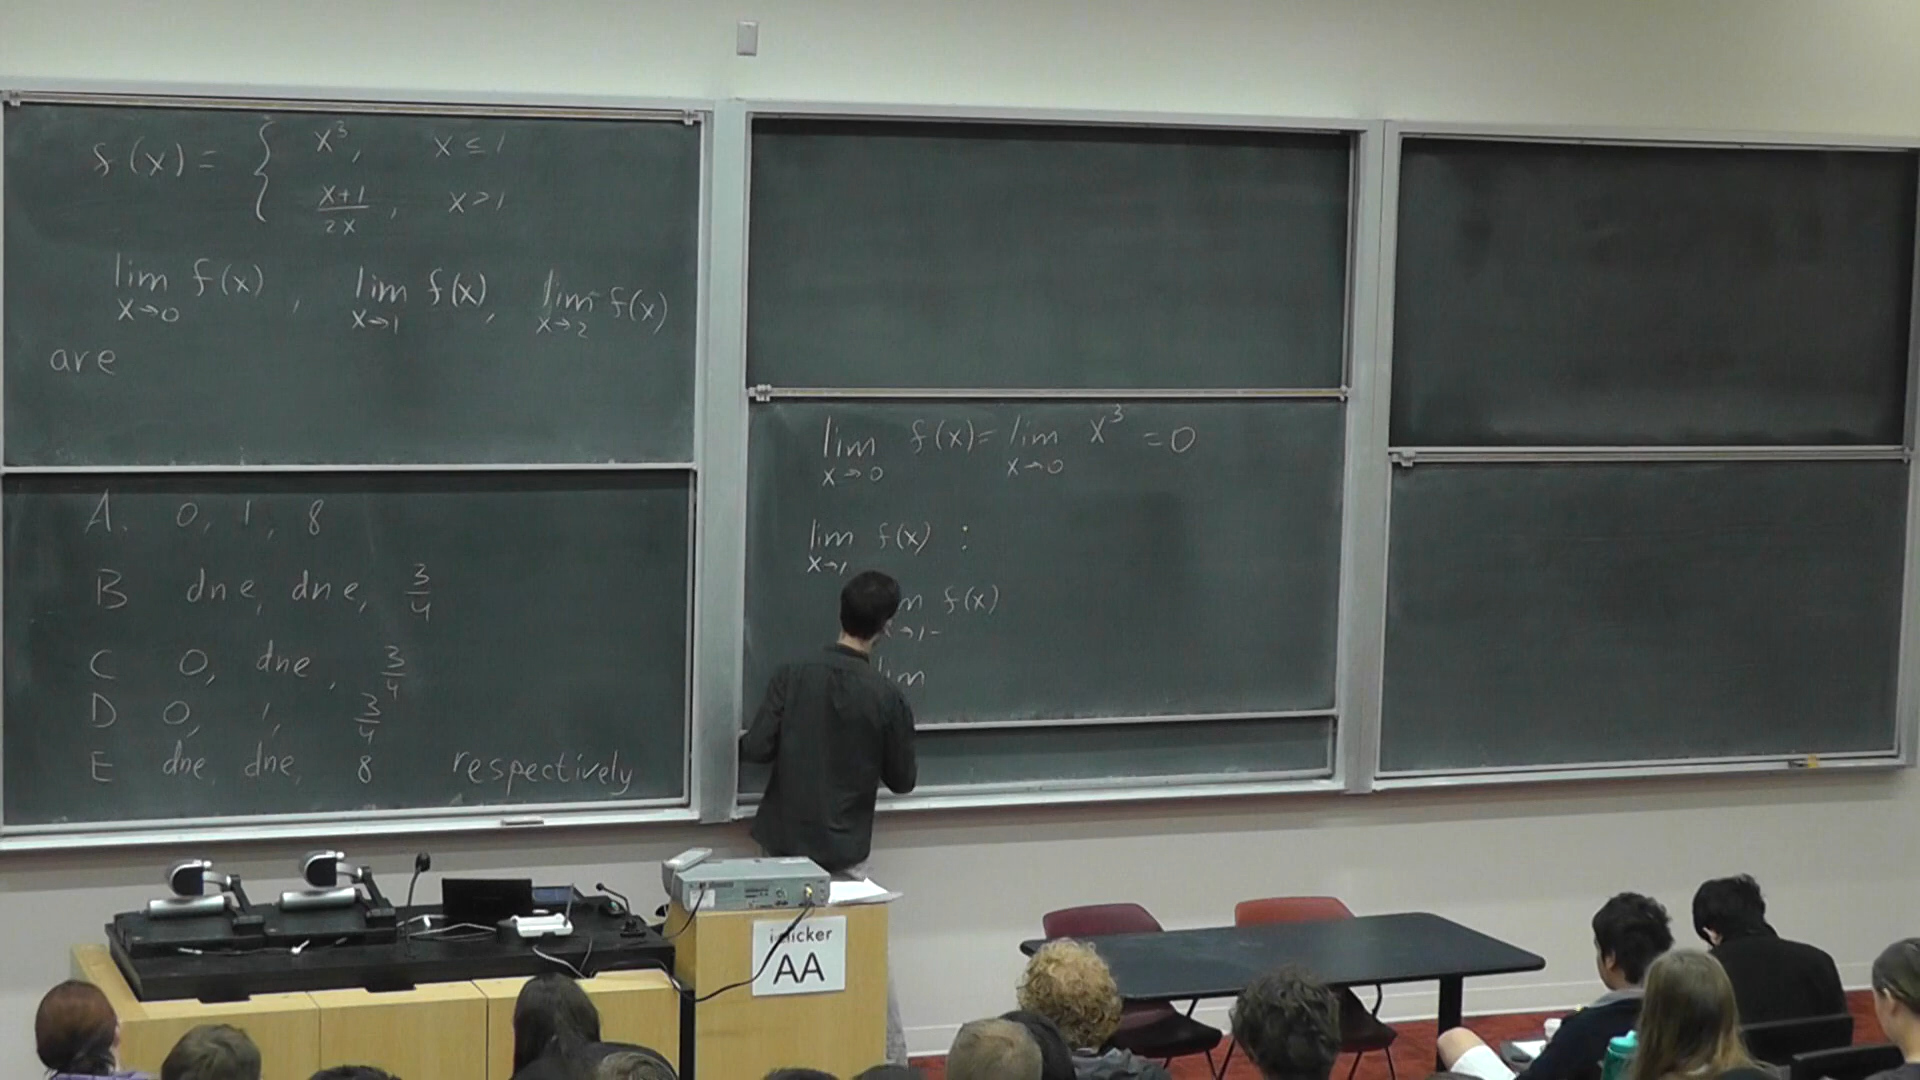 f(x) = { x³, x ≤ 1
x+1/2x, x>1
lim x→0 f(x), lim x→1 f(x), lim x→2 f(x)
are
A. 0, 1, 8
B dne, dne, 3/4
C 0, dne, 3/4
D 0, 1, 3/4
E dne, dne, 8 respectively
lim x→0 f(x) = lim x→0 x³ = 0
lim x→1 f(x) :
f(x)
x→1-
lim
i clicker
AA